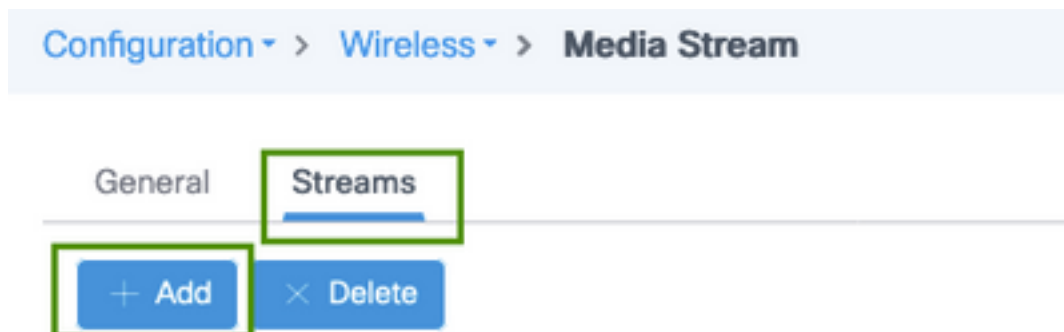 Configuration > Wireless > Media Stream
General Streams
+ Add × Delete